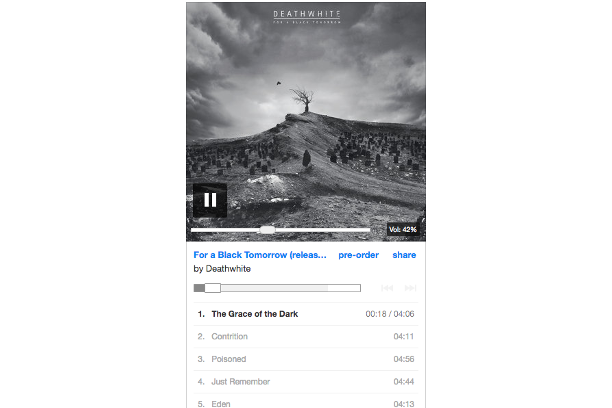 DEATHWHITE
FOR A BLACK TOMORROW
Vol: 42%
For a Black Tomorrow (releas... pre-order share
by Deathwhite
1. The Grace of the Dark 00:18 / 04:06
2. Contrition 04:11
3. Poisoned 04:56
4. Just Remember 04:44
5. Eden 04:13